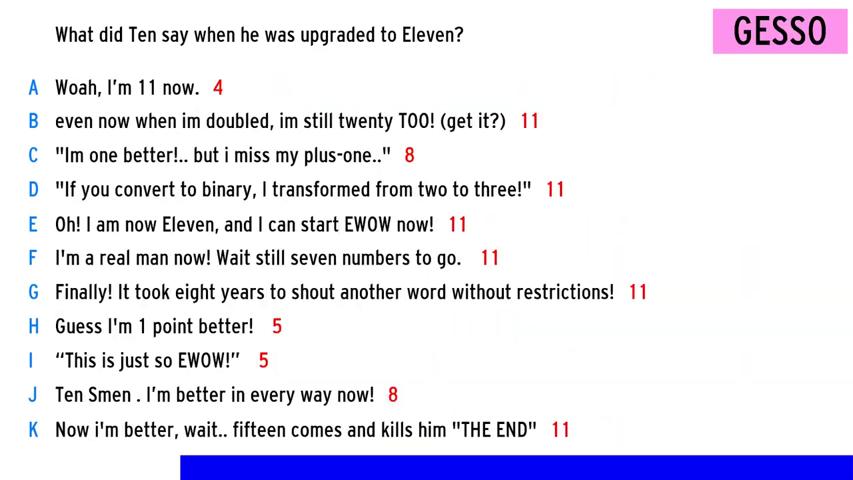 What did Ten say when he was upgraded to Eleven?
GESSO
A Woah, I'm 11 now. 4
B even now when im doubled, im still twenty TOO! (get it?) 11
C "Im one better!.. but i miss my plus-one.." 8
D "If you convert to binary, I transformed from two to three!" 11
E Oh! I am now Eleven, and I can start EWOW now! 11
F I'm a real man now! Wait still seven numbers to go. 11
G Finally! It took eight years to shout another word without restrictions! 11
H Guess I'm 1 point better! 5
I “This is just so EWOW!” 5
J Ten Smen . I'm better in every way now! 8
K Now i'm better, wait.. fifteen comes and kills him "THE END" 11